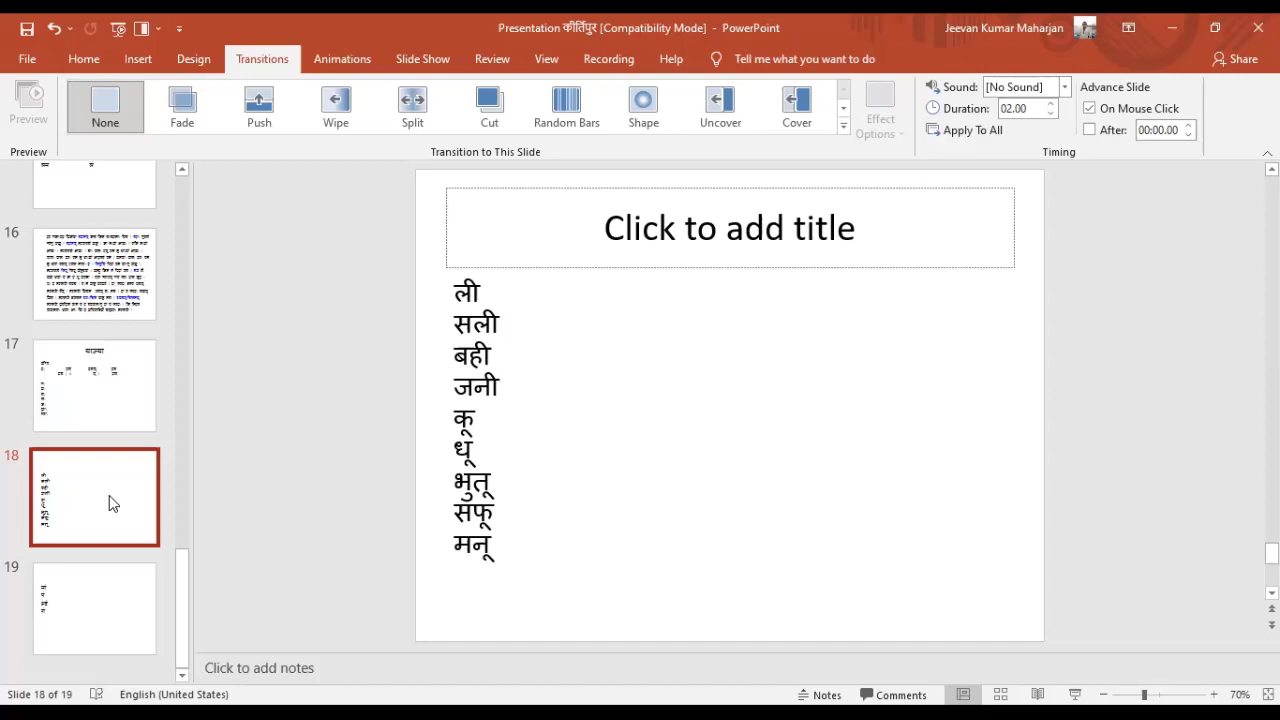 Presentation कीर्तिपुर [Compatibility Mode] - PowerPoint
Jeevan Kumar Maharjan
File Home Insert Design Transitions Animations Slide Show Review View Recording Help Tell me what you want to do Share
Preview None Fade Push Wipe Split Cut Random Bars Shape Uncover Cover Effect Options
Sound: [No Sound] Advance Slide
Duration: 02.00 On Mouse Click
Apply To All After: 00:00.00
Preview Transition to This Slide Timing
16
17
18
19
Click to add title
ली
सली
बही
जनी
कू
धू
भुतू
सफू
मनू
Click to add notes
Slide 18 of 19 English (United States) Notes Comments 70%